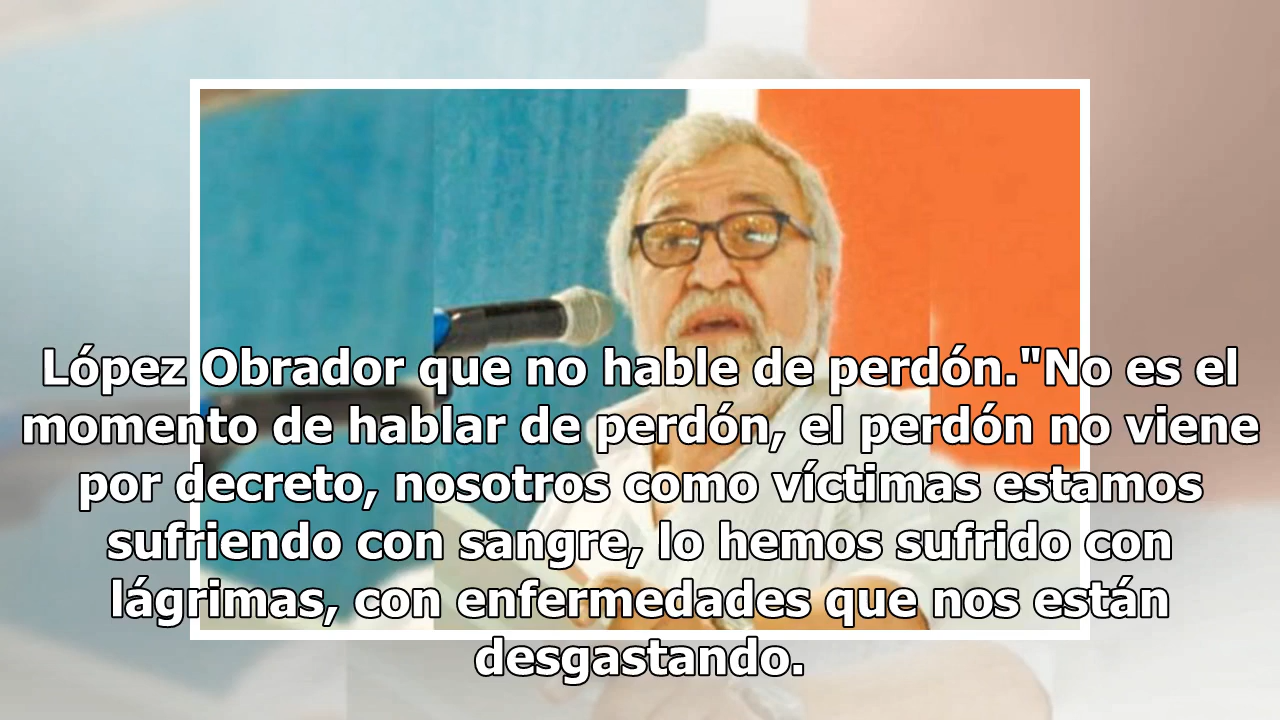 López Obrador que no hable de perdón."No es el
momento de hablar de perdón, el perdón no viene
por decreto, nosotros como víctimas estamos
sufriendo con sangre, lo hemos sufrido con
lágrimas, con enfermedades que nos están
desgastando.